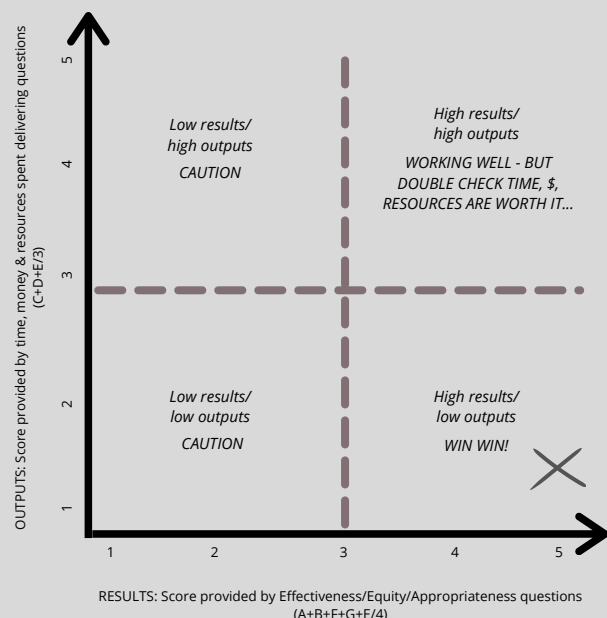 OUTPUTS: Score provided by time, money & resources spent delivering questions
(C+D+E/3)
5
4
3
2
1
Low results/
high outputs
CAUTION
High results/
high outputs
WORKING WELL - BUT
DOUBLE CHECK TIME, $,
RESOURCES ARE WORTH IT...
Low results/
low outputs
CAUTION
High results/
low outputs
WIN WIN!
1
2
3
4
5
RESULTS: Score provided by Effectiveness/Equity/Appropriateness questions
(A+B+F+G+F/4)